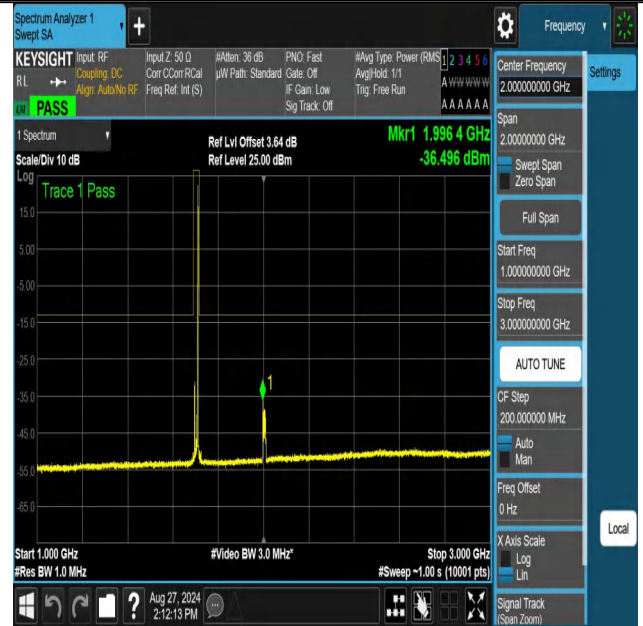 Spectrum Analyzer 1
Swept SA
Frequency
KEYSIGHT
RL
LXI
PASS
Input: RF
Coupling: DC
Align: Auto/No RF
Input Z: 50 Ω
Corr CCorr RCal
Freq Ref: Int (S)
#Atten: 36 dB
µW Path: Standard
PNO: Fast
Gate: Off
IF Gain: Low
Sig Track: Off
#Avg Type: Power (RMS
Avg|Hold: 1/1
Trig: Free Run
1 2 3 4 5 6
A W W W W W
A A A A A A
1 Spectrum
Scale/Div 10 dB
Log
Ref Lvl Offset 3.64 dB
Ref Level 25.00 dBm
Mkr1 1.996 4 GHz
-36.496 dBm
Trace 1 Pass
15.0
5.00
-5.00
-15.0
-25.0
-35.0
-45.0
-55.0
-65.0
1
Start 1.000 GHz
#Res BW 1.0 MHz
#Video BW 3.0 MHz*
Stop 3.000 GHz
#Sweep ~1.00 s (10001 pts)
Aug 27, 2024
2:12:13 PM
Center Frequency
2.000000000 GHz
Settings
Span
2.00000000 GHz
Swept Span
Zero Span
Full Span
Start Freq
1.000000000 GHz
Stop Freq
3.000000000 GHz
AUTO TUNE
CF Step
200.000000 MHz
Auto
Man
Freq Offset
0 Hz
X Axis Scale
Log
Lin
Local
Signal Track
(Span Zoom)